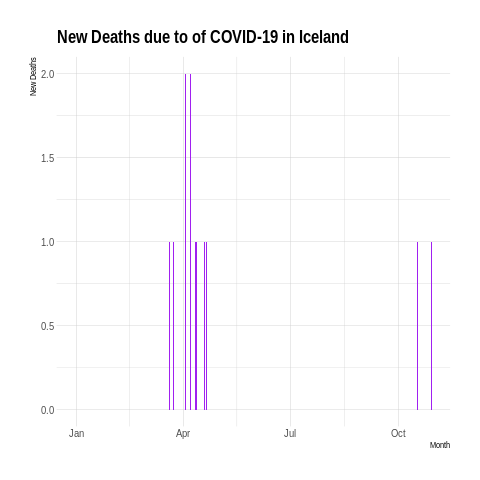 New Deaths due to of COVID-19 in Iceland
New Deaths
2.0
1.5
1.0
0.5
0.0
Jan Apr Jul Oct
Month